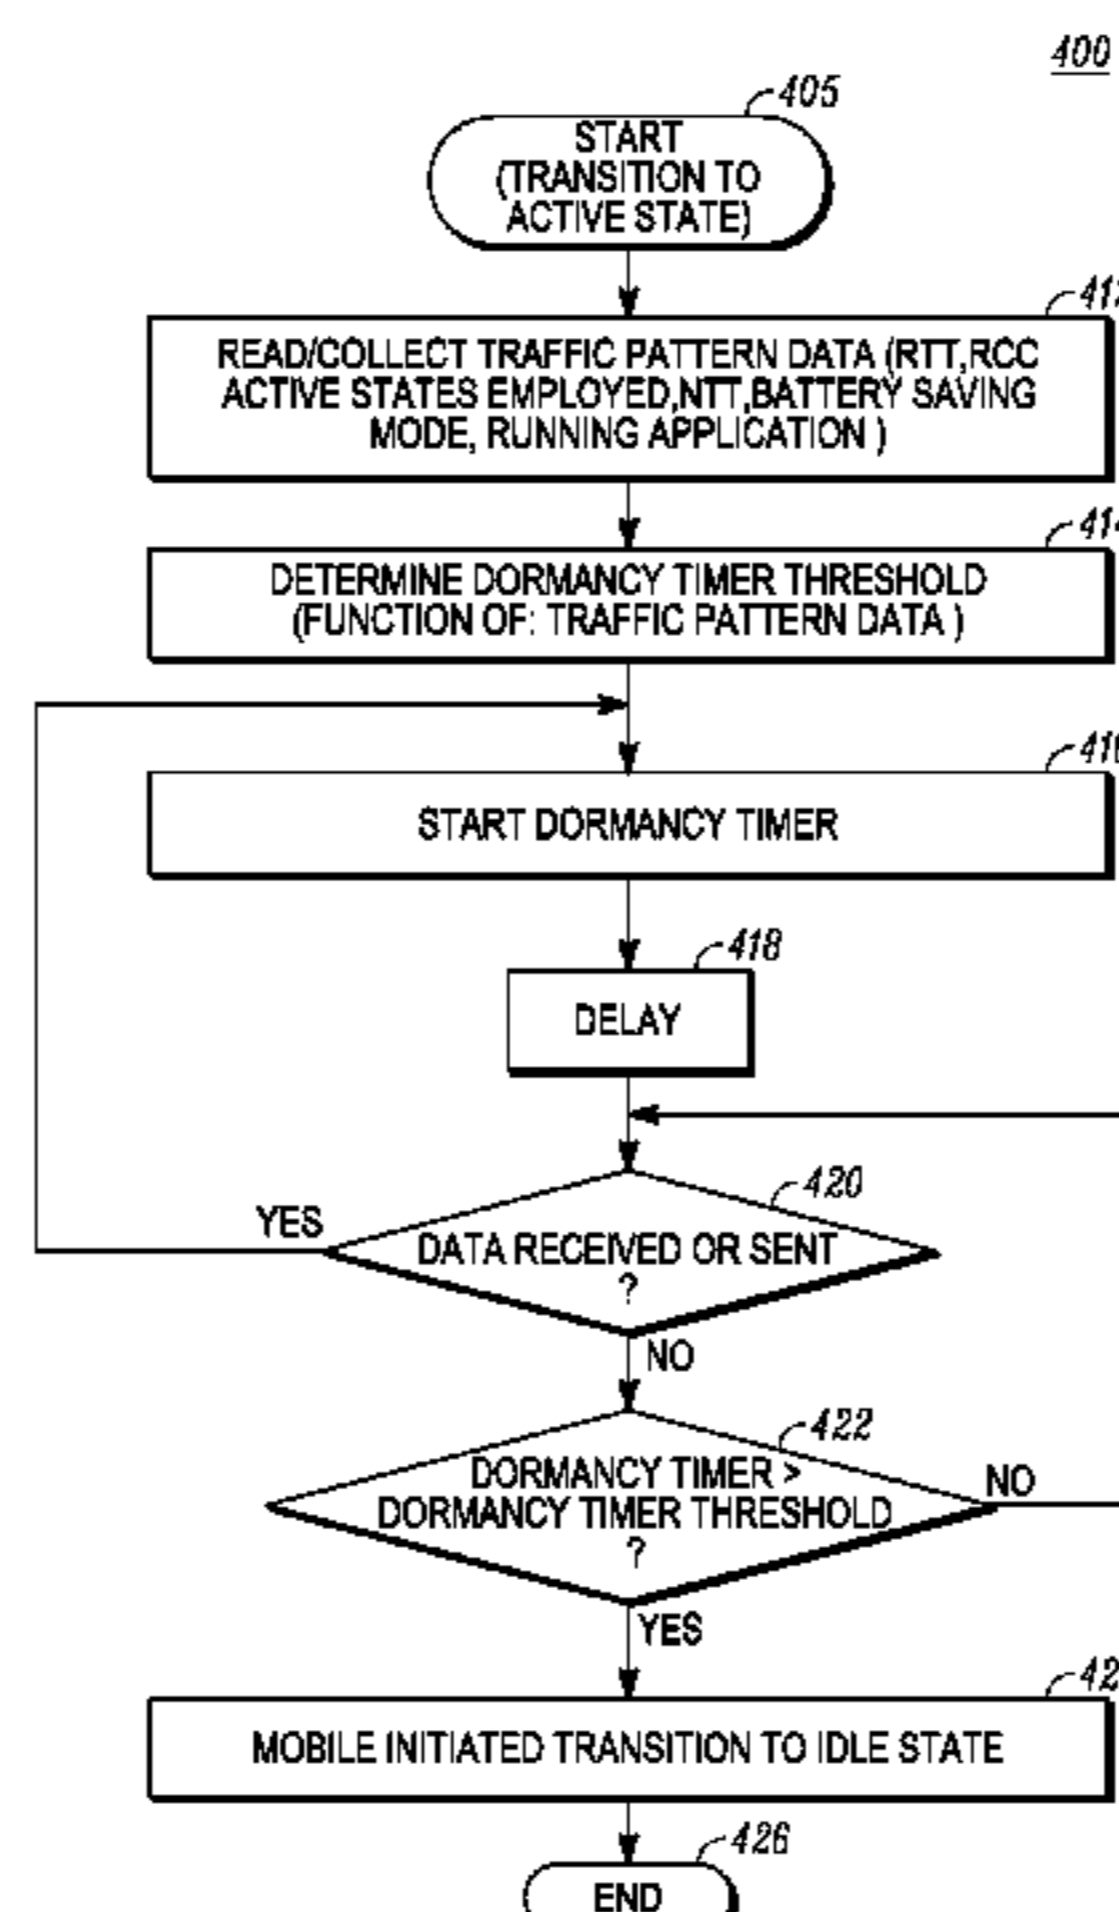 400
405
START
(TRANSITION TO
ACTIVE STATE)
412
READ/COLLECT TRAFFIC PATTERN DATA (RTT,RCC
ACTIVE STATES EMPLOYED,NTT,BATTERY SAVING
MODE, RUNNING APPLICATION )
414
DETERMINE DORMANCY TIMER THRESHOLD
(FUNCTION OF: TRAFFIC PATTERN DATA )
416
START DORMANCY TIMER
418
DELAY
420
YES
DATA RECEIVED OR SENT
?
NO
422
DORMANCY TIMER >
DORMANCY TIMER THRESHOLD
?
NO
YES
MOBILE INITIATED TRANSITION TO IDLE STATE
426
END